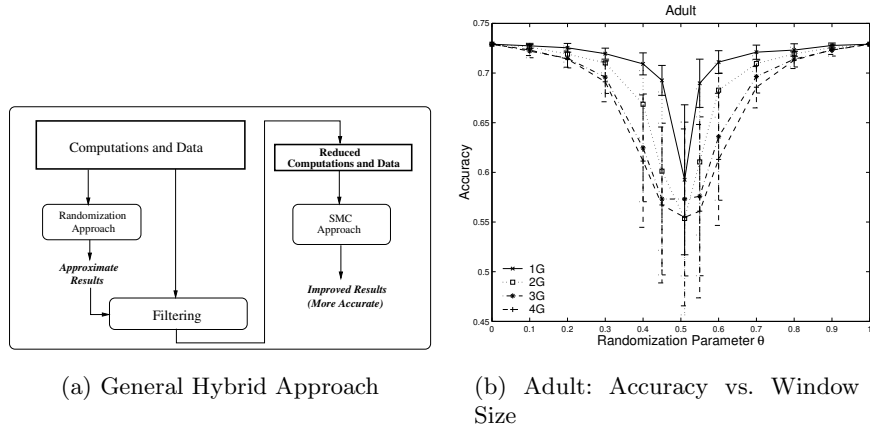 Computations and Data
Randomization
Approach
Approximate
Results
Filtering
Reduced
Computations and Data
SMC
Approach
Improved Results
(More Accurate)
(a) General Hybrid Approach
Adult
0.75
0.7
0.65
0.6
0.55
0.5
0.45
Accuracy
1G
2G
3G
4G
0 0.1 0.2 0.3 0.4 0.5 0.6 0.7 0.8 0.9 1
Randomization Parameter θ
(b) Adult: Accuracy vs. Window
Size